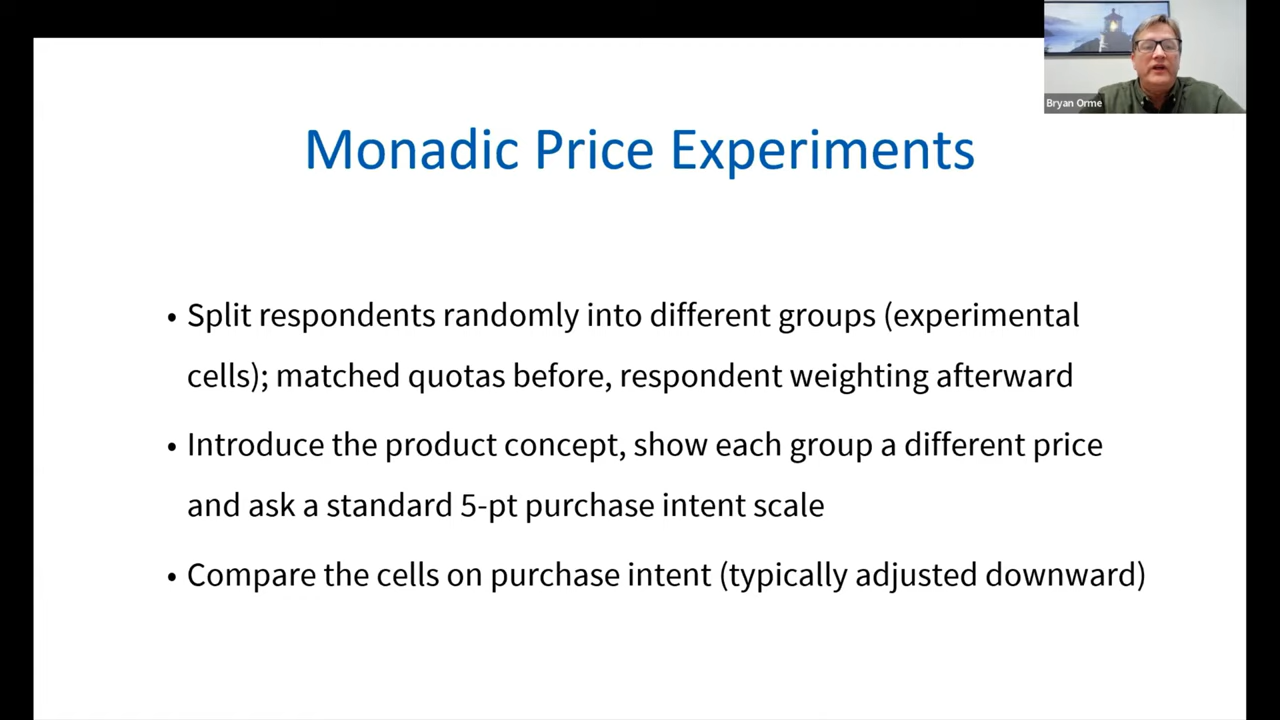 Bryan Orme
Monadic Price Experiments
• Split respondents randomly into different groups (experimental
cells); matched quotas before, respondent weighting afterward
• Introduce the product concept, show each group a different price
and ask a standard 5-pt purchase intent scale
• Compare the cells on purchase intent (typically adjusted downward)